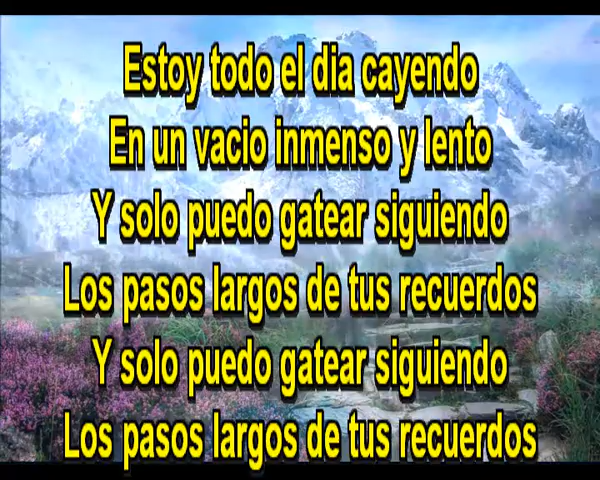 Estoy todo el dia cayendo
En un vacio inmenso y lento
Y solo puedo gatear siguiendo
Los pasos largos de tus recuerdos
Y solo puedo gatear siguiendo
Los pasos largos de tus recuerdos